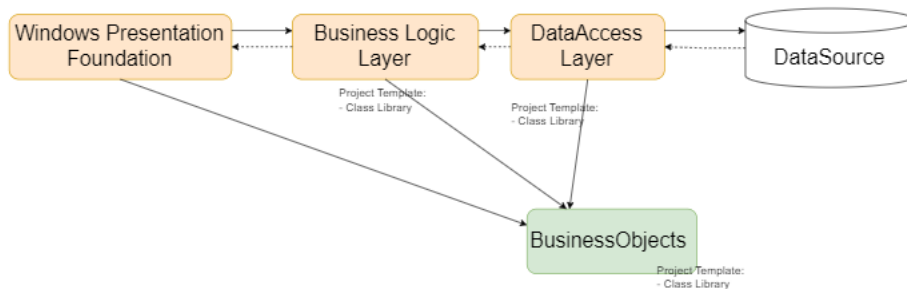 Windows Presentation
Foundation
Business Logic
Layer
DataAccess
Layer
DataSource
Project Template:
- Class Library
Project Template:
- Class Library
BusinessObjects
Project Template:
- Class Library